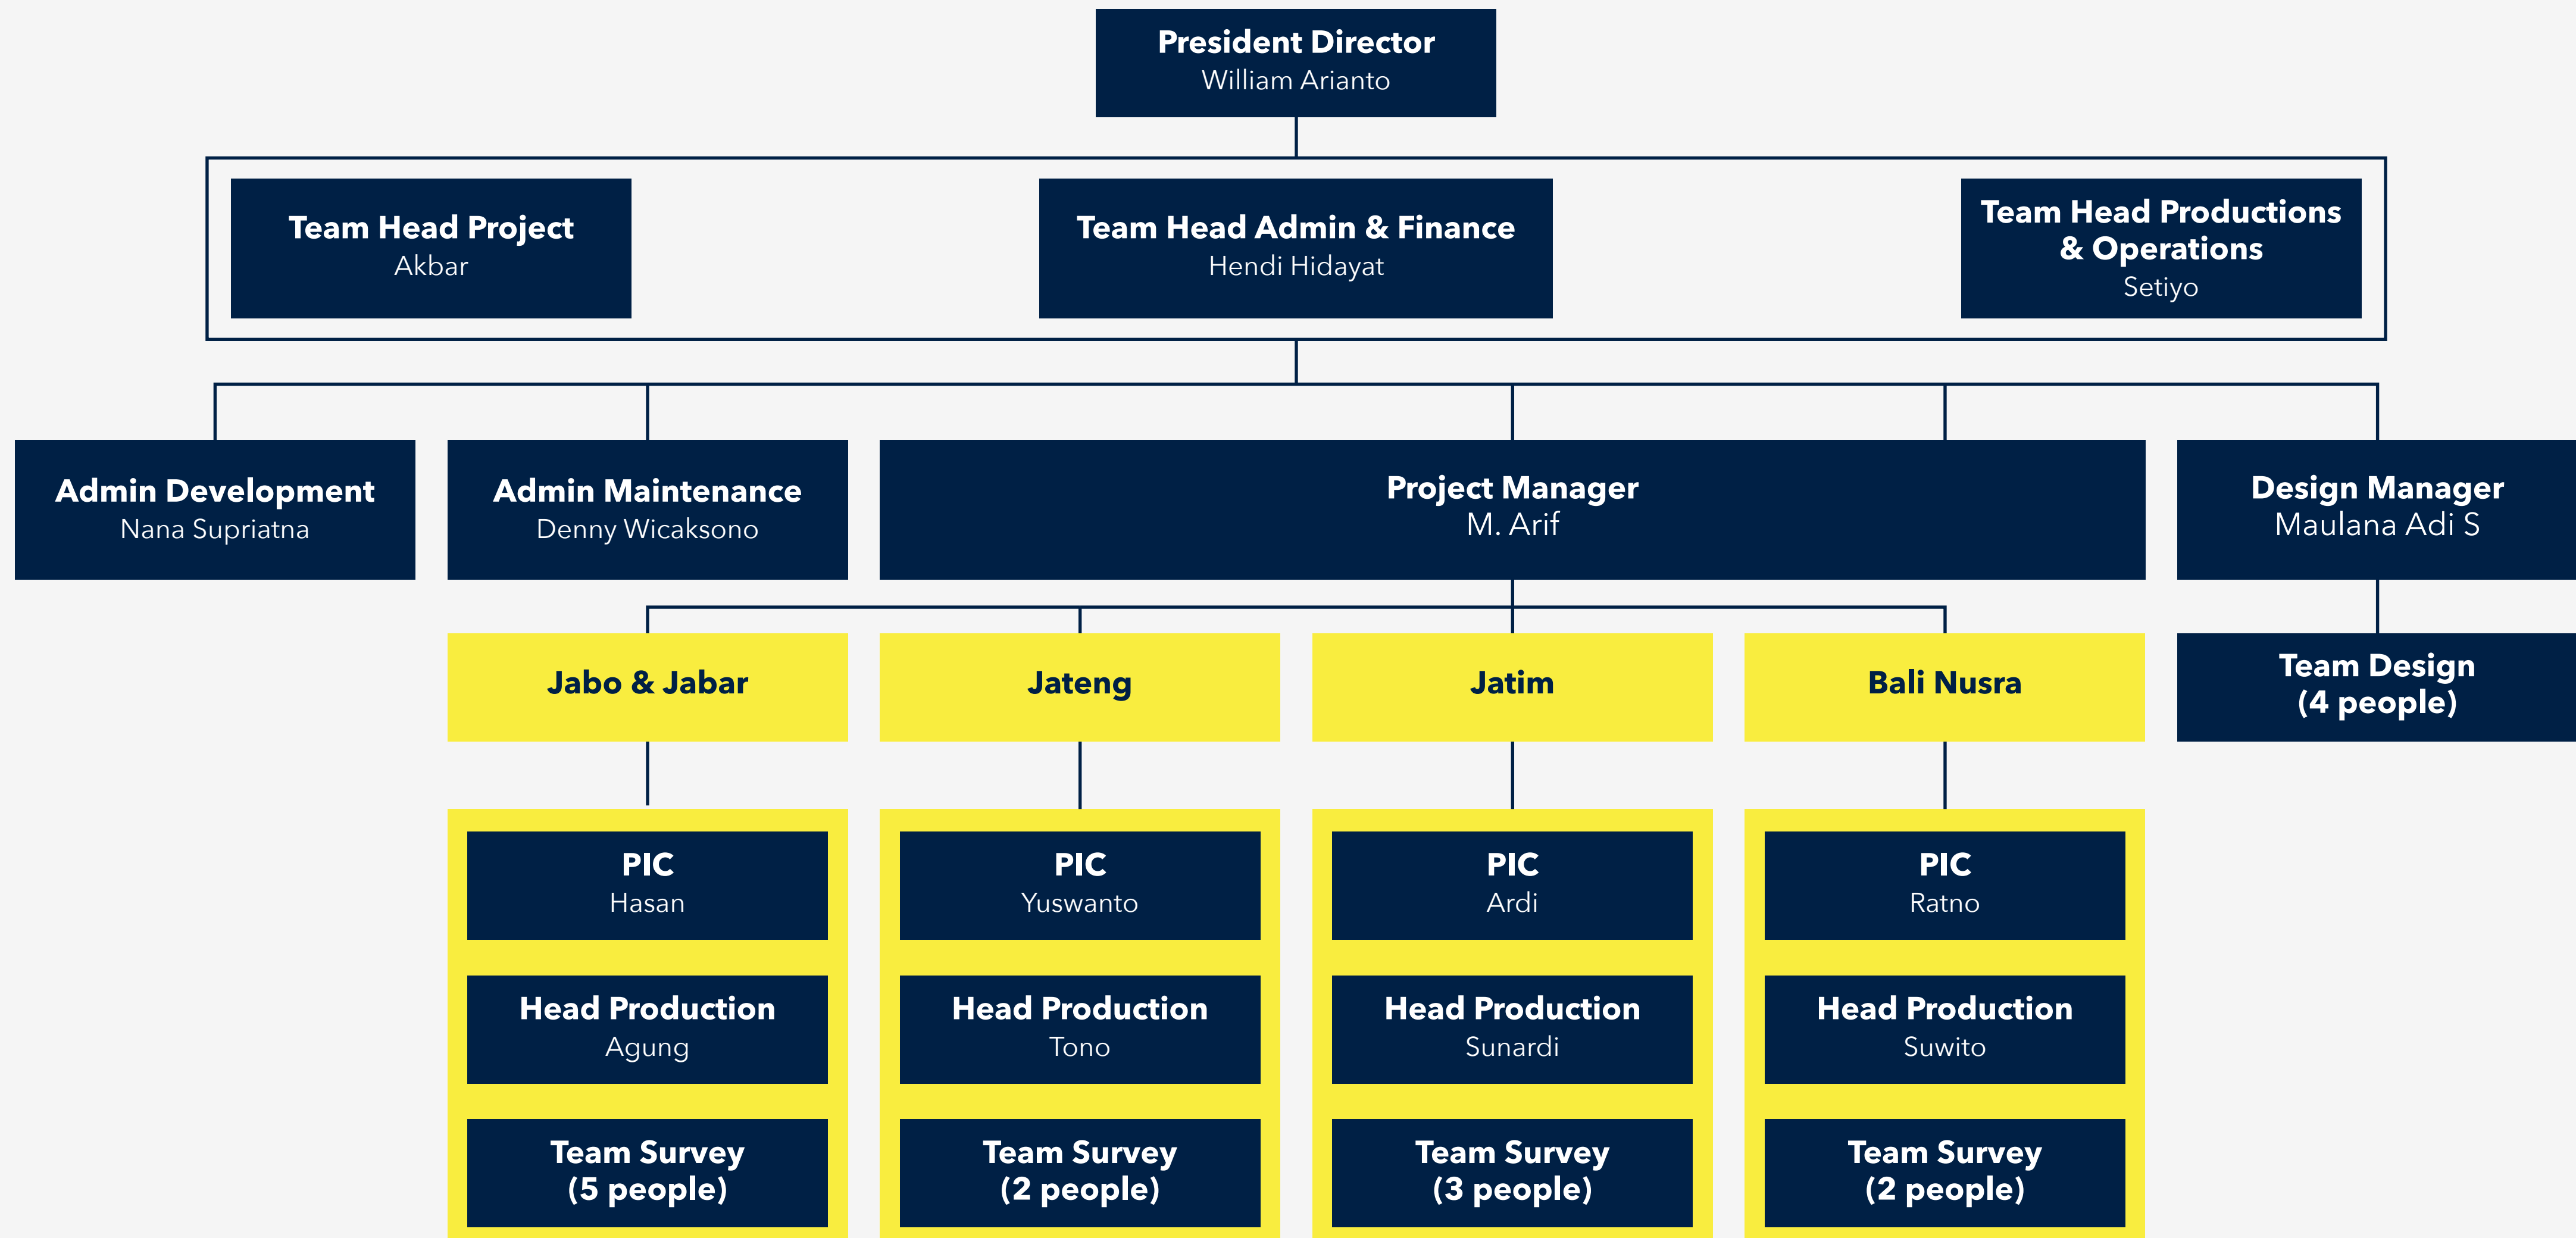 President Director
William Arianto
Team Head Project
Akbar
Team Head Admin & Finance
Hendi Hidayat
Team Head Productions
& Operations
Setiyo
Admin Development
Nana Supriatna
Admin Maintenance
Denny Wicaksono
Project Manager
M. Arif
Design Manager
Maulana Adi S
Jabo & Jabar
Jateng
Jatim
Bali Nusra
Team Design
(4 people)
PIC
Hasan
PIC
Yuswanto
PIC
Ardi
PIC
Ratno
Head Production
Agung
Head Production
Tono
Head Production
Sunardi
Head Production
Suwito
Team Survey
(5 people)
Team Survey
(2 people)
Team Survey
(3 people)
Team Survey
(2 people)